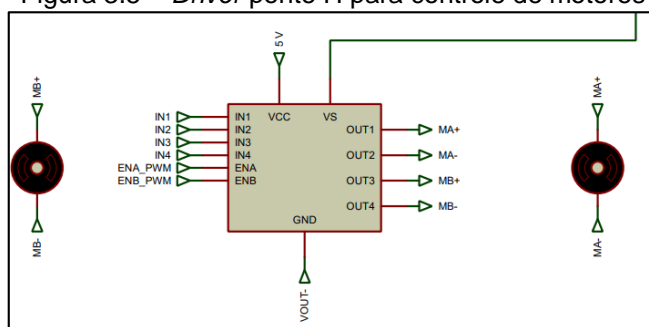 Figura 3.8 – Driver ponte H para controle de motores
5 V
MB+
MA+
IN1
IN2
IN3
IN4
ENA_PWM
ENB_PWM
IN1
IN2
IN3
IN4
ENA
ENB
VCC
VS
OUT1
OUT2
OUT3
OUT4
GND
MA+
MA-
MB+
MB-
MB-
MA-
VOUT-